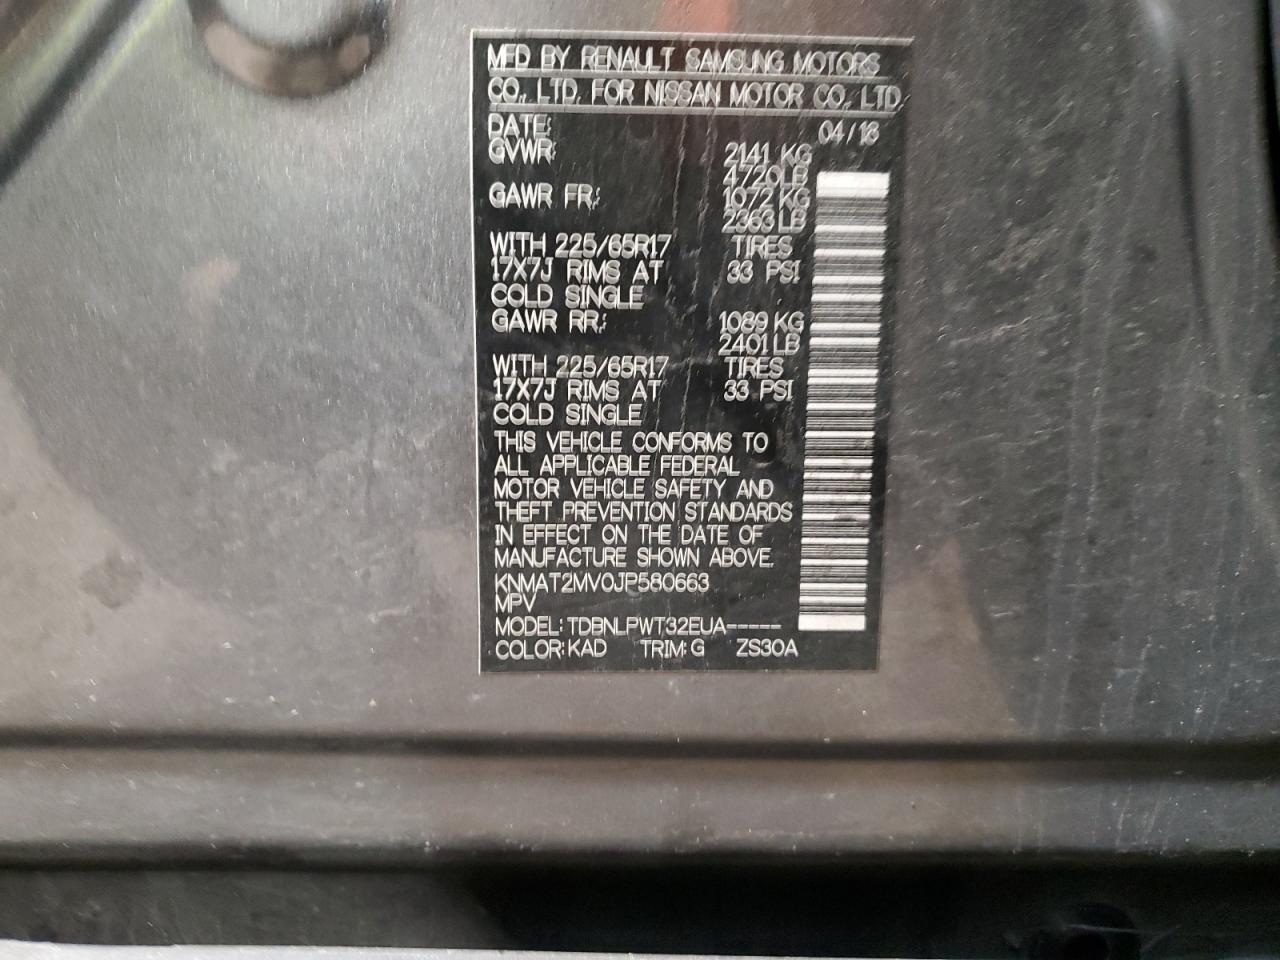 MFD BY RENAULT SAMSUNG MOTORS
CO., LTD. FOR NISSAN MOTOR CO., LTD.
DATE: 04/18
GVWR: 2141 KG
4720LB
GAWR FR: 1072 KG
2363 LB
WITH 225/65R17 TIRES
17X7J RIMS AT 33 PSI
COLD SINGLE
GAWR RR: 1089 KG
2401 LB
WITH 225/65R17 TIRES
17X7J RIMS AT 33 PSI
COLD SINGLE
THIS VEHICLE CONFORMS TO
ALL APPLICABLE FEDERAL
MOTOR VEHICLE SAFETY AND
THEFT PREVENTION STANDARDS
IN EFFECT ON THE DATE OF
MANUFACTURE SHOWN ABOVE.
KNMAT2MV0JP580663
MPV
MODEL: TDBNLPWT32EUA-----
COLOR: KAD TRIM: G ZS30A